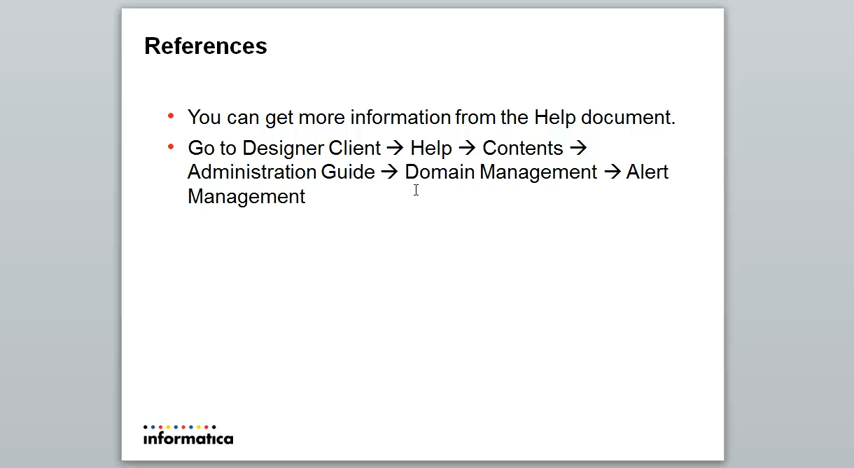 References
• You can get more information from the Help document.
• Go to Designer Client → Help → Contents →
Administration Guide → Domain Management → Alert
Management
informatica